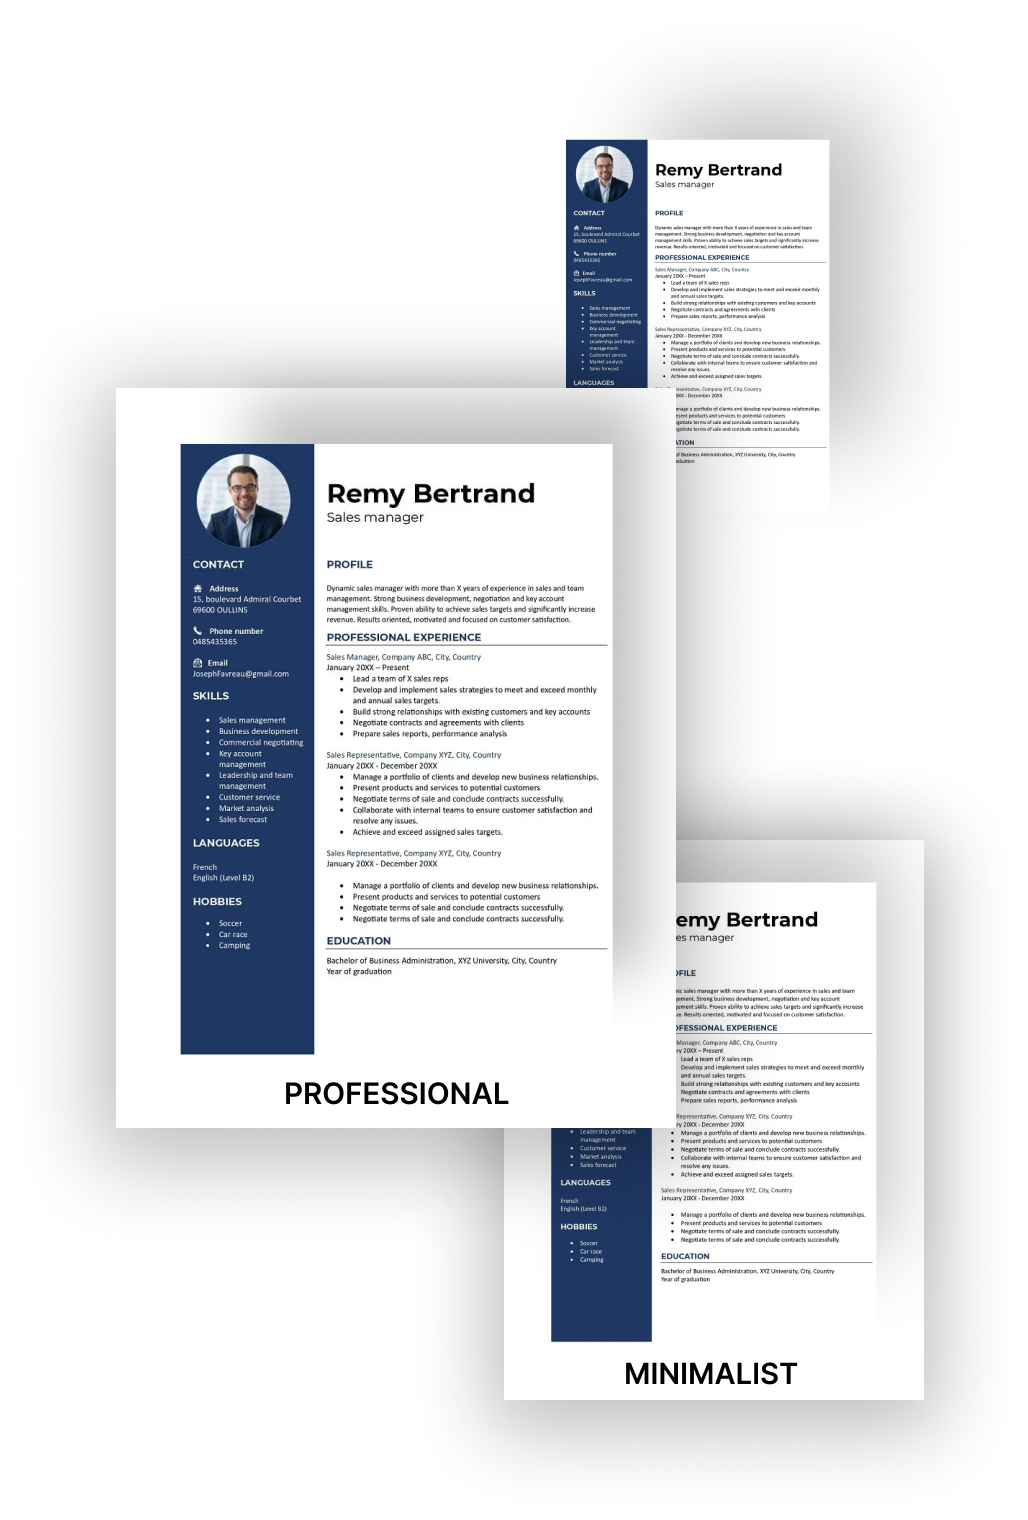 Remy Bertrand
Sales manager
CONTACT
Address
15, boulevard Admiral Courbet
69600 OULLINS
Phone number
0485435365
Email
JosephFavreau@gmail.com
SKILLS
Sales management
Business development
Commercial negotiating
Key account
management
Leadership and team
management
Customer service
Market analysis
Sales forecast
LANGUAGES
PROFILE
Dynamic sales manager with more than X years of experience in sales and team
management. Strong business development, negotiation and key account
management skills. Proven ability to achieve sales targets and significantly increase
revenue. Results oriented, motivated and focused on customer satisfaction.
PROFESSIONAL EXPERIENCE
Sales Manager, Company ABC, City, Country
January 20XX – Present
Lead a team of X sales reps
Develop and implement sales strategies to meet and exceed monthly
and annual sales targets.
Build strong relationships with existing customers and key accounts
Negotiate contracts and agreements with clients
Prepare sales reports, performance analysis
Sales Representative, Company XYZ, City, Country
January 20XX - December 20XX
Manage a portfolio of clients and develop new business relationships.
Present products and services to potential customers
Negotiate terms of sale and conclude contracts successfully.
Collaborate with internal teams to ensure customer satisfaction and
resolve any issues.
Achieve and exceed assigned sales targets.
Company XYZ, City, Country
- December 20XX
a portfolio of clients and develop new business relationships.
products and services to potential customers
terms of sale and conclude contracts successfully.
terms of sale and conclude contracts successfully.
of Business Administration, XYZ University, City, Country
Remy Bertrand
Sales manager
CONTACT
Address
15, boulevard Admiral Courbet
69600 OULLINS
Phone number
0485435365
Email
JosephFavreau@gmail.com
SKILLS
Sales management
Business development
Commercial negotiating
Key account
management
Leadership and team
management
Customer service
Market analysis
Sales forecast
LANGUAGES
French
English (Level B2)
HOBBIES
Soccer
Car race
Camping
PROFILE
Dynamic sales manager with more than X years of experience in sales and team
management. Strong business development, negotiation and key account
management skills. Proven ability to achieve sales targets and significantly increase
revenue. Results oriented, motivated and focused on customer satisfaction.
PROFESSIONAL EXPERIENCE
Sales Manager, Company ABC, City, Country
January 20XX – Present
Lead a team of X sales reps
Develop and implement sales strategies to meet and exceed monthly
and annual sales targets.
Build strong relationships with existing customers and key accounts
Negotiate contracts and agreements with clients
Prepare sales reports, performance analysis
Sales Representative, Company XYZ, City, Country
January 20XX - December 20XX
Manage a portfolio of clients and develop new business relationships.
Present products and services to potential customers
Negotiate terms of sale and conclude contracts successfully.
Collaborate with internal teams to ensure customer satisfaction and
resolve any issues.
Achieve and exceed assigned sales targets.
Sales Representative, Company XYZ, City, Country
January 20XX - December 20XX
Manage a portfolio of clients and develop new business relationships.
Present products and services to potential customers
Negotiate terms of sale and conclude contracts successfully.
Negotiate terms of sale and conclude contracts successfully.
EDUCATION
Bachelor of Business Administration, XYZ University, City, Country
Year of graduation
PROFESSIONAL
Bertrand
manager
sales manager with more than X years of experience in sales and team
Strong business development, negotiation and key account
skills. Proven ability to achieve sales targets and significantly increase
Results oriented, motivated and focused on customer satisfaction.
EXPERIENCE
Manager, Company ABC, City, Country
20XX – Present
Lead a team of X sales reps
Develop and implement sales strategies to meet and exceed monthly
and annual sales targets.
Build strong relationships with existing customers and key accounts
Negotiate contracts and agreements with clients
Prepare sales reports, performance analysis
Representative, Company XYZ, City, Country
20XX - December 20XX
Manage a portfolio of clients and develop new business relationships.
Present products and services to potential customers
Negotiate terms of sale and conclude contracts successfully.
Collaborate with internal teams to ensure customer satisfaction and
resolve any issues.
Achieve and exceed assigned sales targets.
Sales Representative, Company XYZ, City, Country
January 20XX - December 20XX
Manage a portfolio of clients and develop new business relationships.
Present products and services to potential customers
Negotiate terms of sale and conclude contracts successfully.
Negotiate terms of sale and conclude contracts successfully.
EDUCATION
Bachelor of Business Administration, XYZ University, City, Country
Year of graduation
Leadership and team
management
Customer service
Market analysis
Sales forecast
LANGUAGES
French
English (Level B2)
HOBBIES
Soccer
Car race
Camping
MINIMALIST